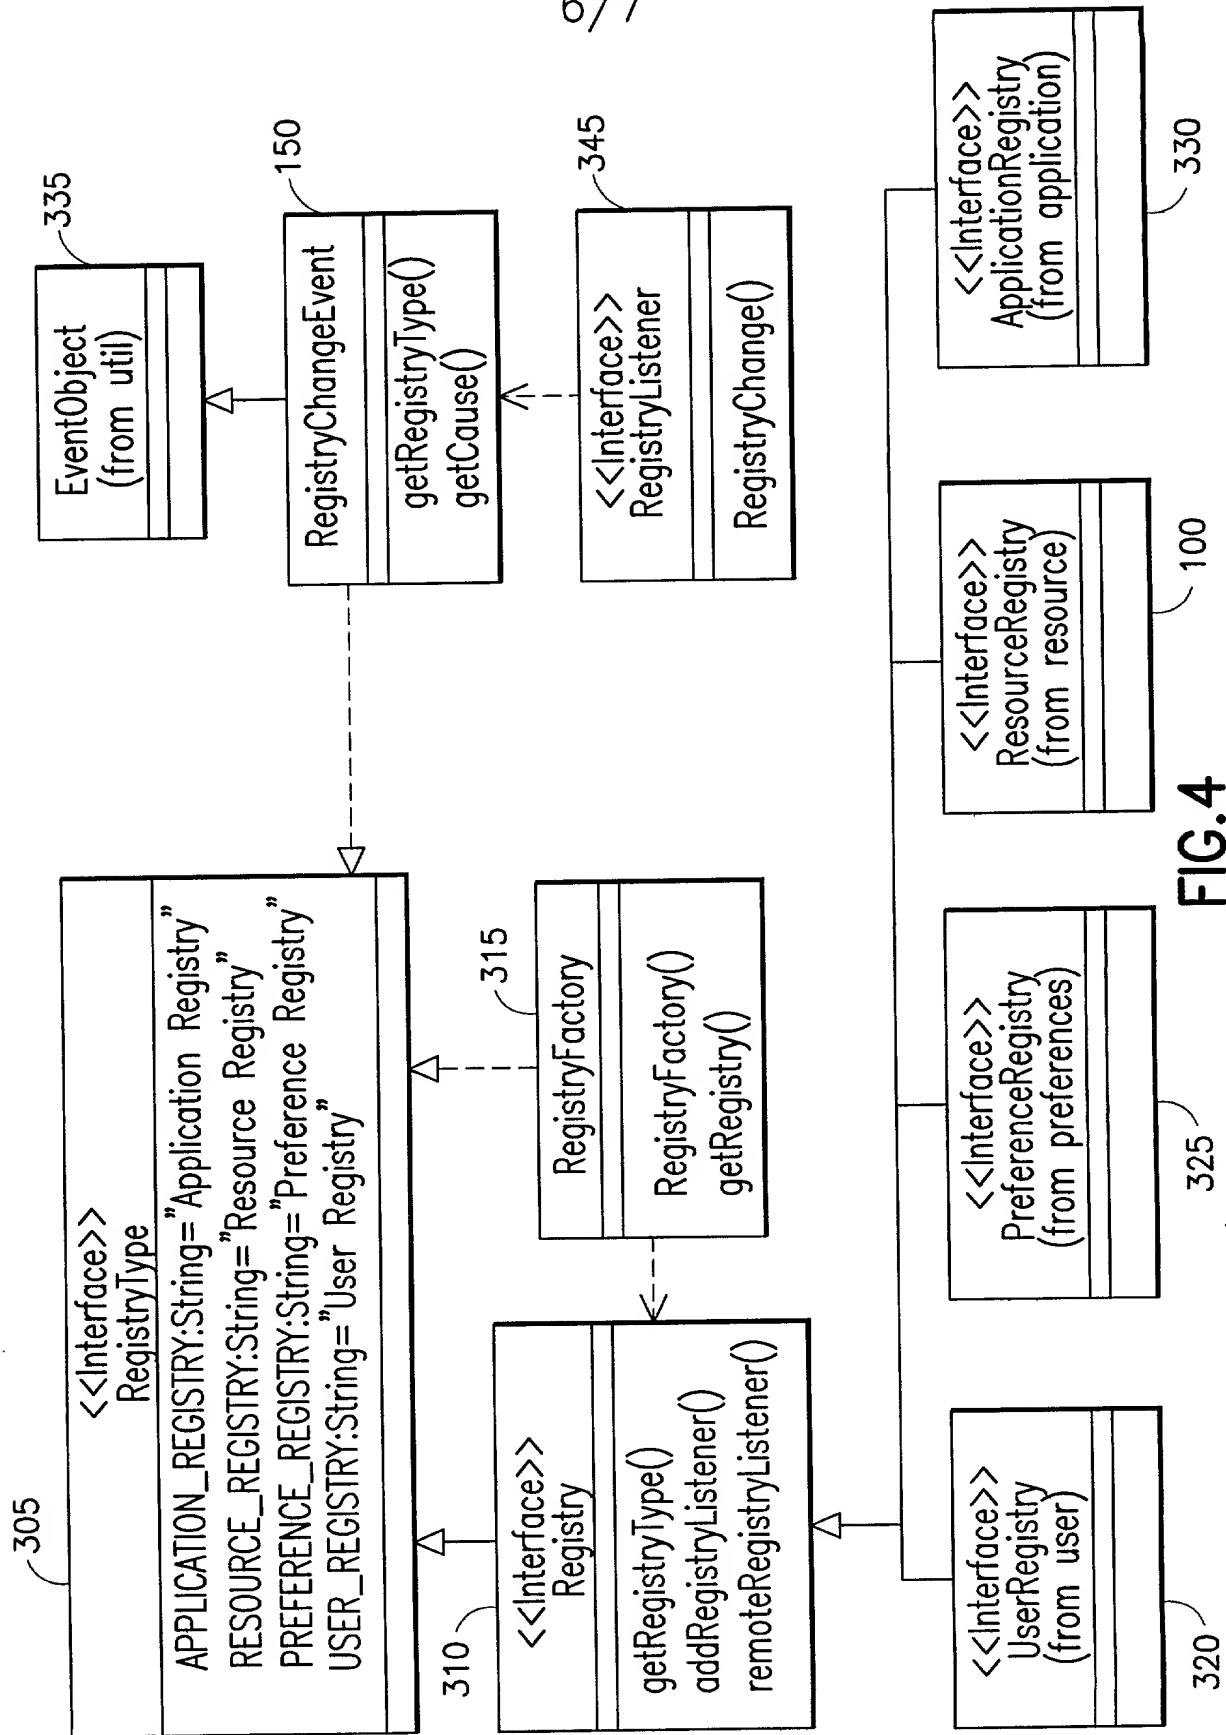 6/7
305
<<Interface>>
RegistryType
APPLICATION_REGISTRY:String="Application Registry"
RESOURCE_REGISTRY:String="Resource Registry"
PREFERENCE_REGISTRY:String="Preference Registry"
USER_REGISTRY:String="User Registry"
335
EventObject
(from util)
150
RegistryChangeEvent
getRegistryType()
getCause()
345
<<Interface>>
RegistryListener
RegistryChange()
310
<<Interface>>
Registry
getRegistryType()
addRegistryListener()
remoteRegistryListener()
315
RegistryFactory
RegistryFactory()
getRegistry()
<<Interface>>
UserRegistry
(from user)
320
<<Interface>>
PreferenceRegistry
(from preferences)
325
<<Interface>>
ResourceRegistry
(from resource)
100
<<Interface>>
ApplicationRegistry
(from application)
330
FIG.4